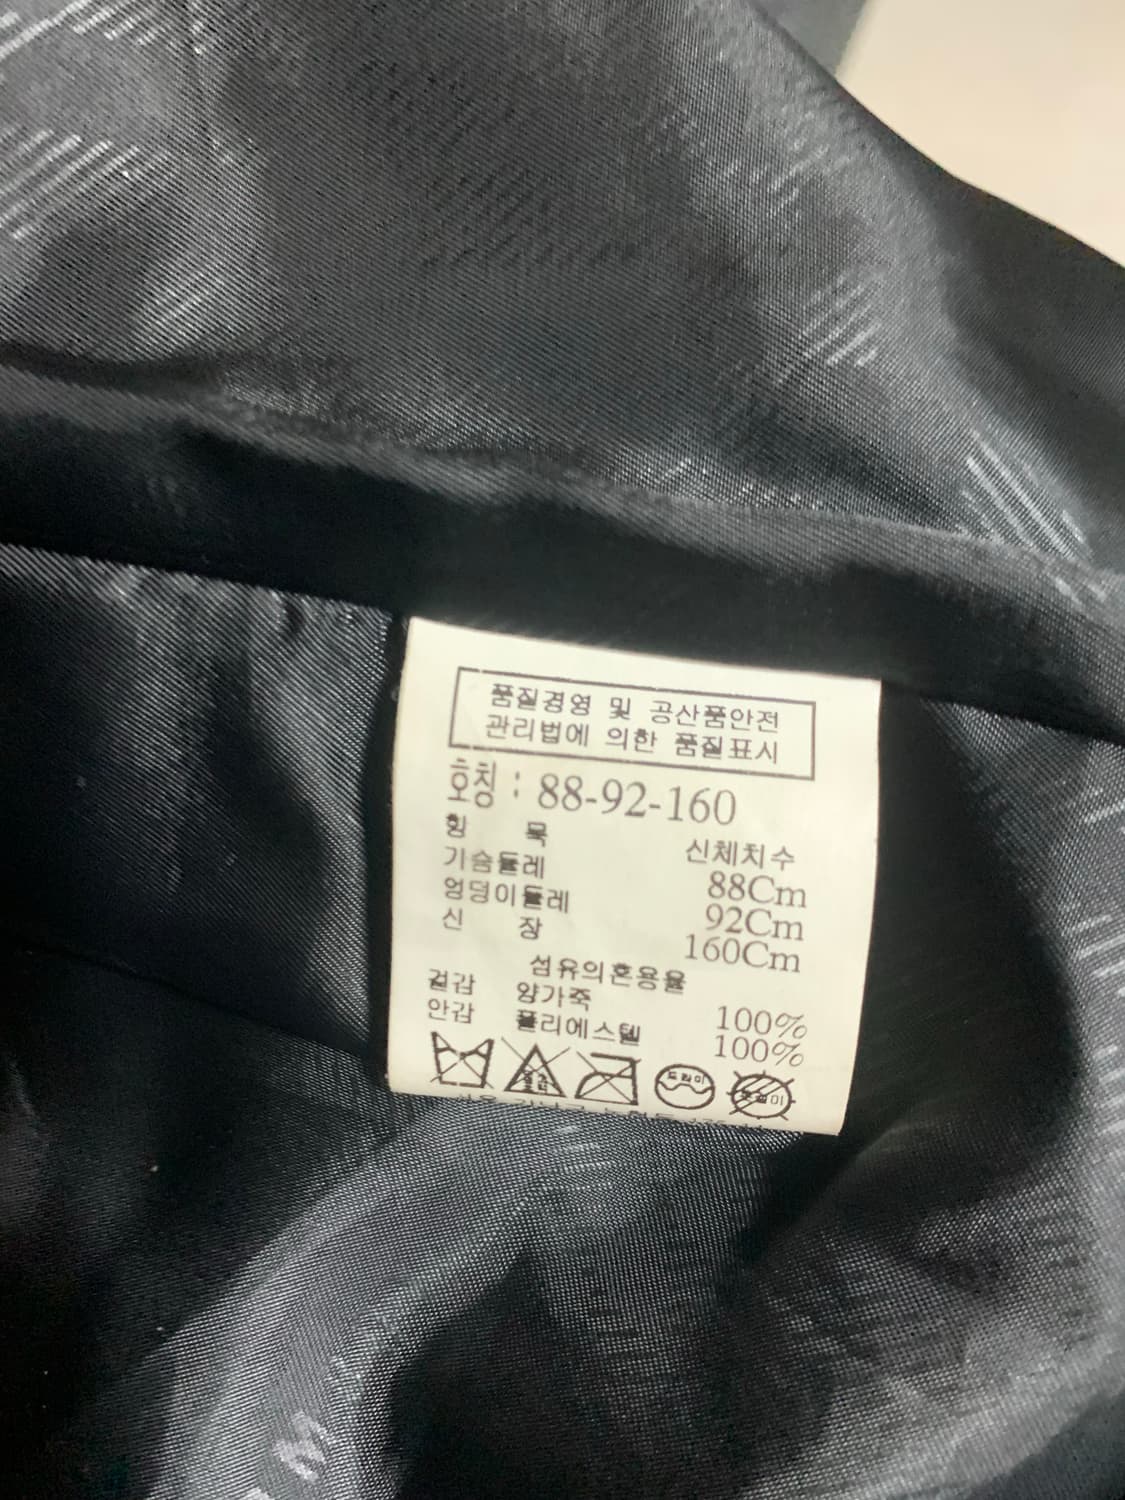 품질경영 및 공산품안전
관리법에 의한 품질표시
호칭 : 88-92-160
항 목 신체치수
가슴둘레 88Cm
엉덩이둘레 92Cm
신 장 160Cm
섬유의혼용율
겉감 양가죽 100%
안감 폴리에스텔 100%
드라이